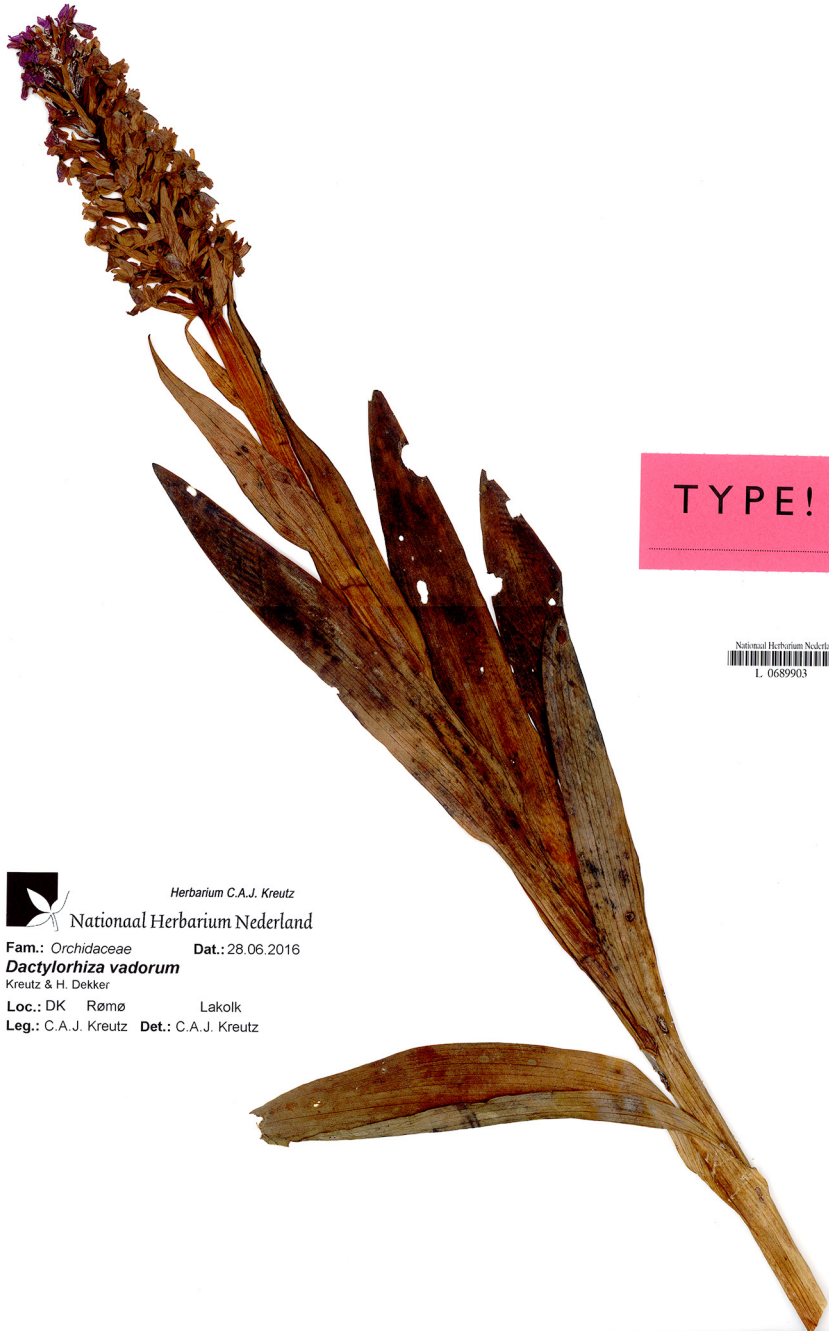 TYPE!
Nationaal Herbarium
L 0689903
Herbarium C.A.J. Kreutz
Nationaal Herbarium Nederland
Fam.: Orchidaceae Dat.: 28.06.2016
Dactylorhiza vadorum
Kreutz & H. Dekker
Loc.: DK Rømø Lakolk
Leg.: C.A.J. Kreutz Det.: C.A.J. Kreutz